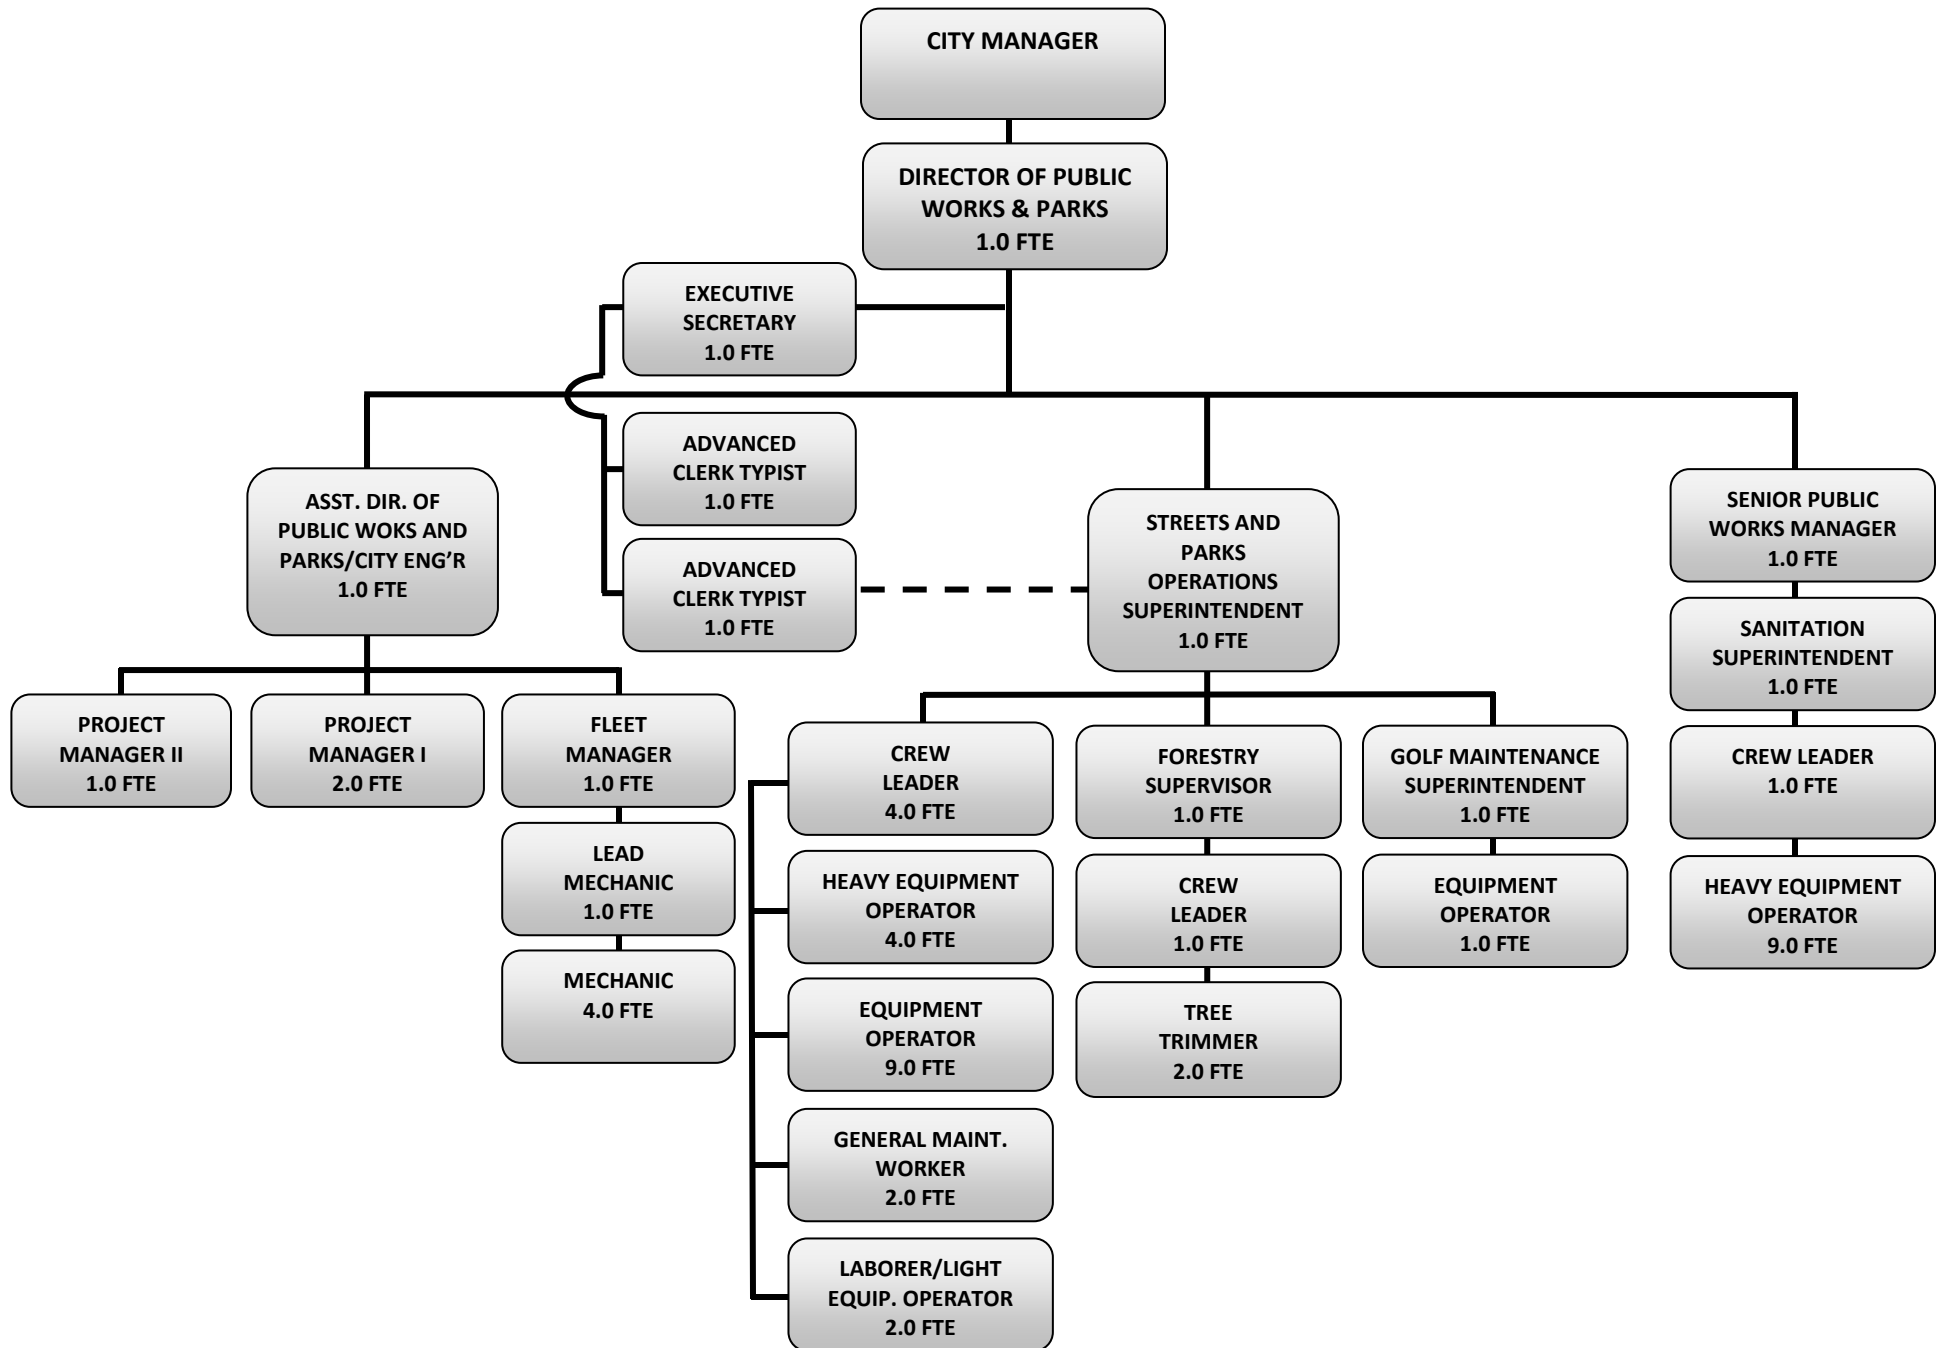 CITY MANAGER
DIRECTOR OF PUBLIC
WORKS & PARKS
1.0 FTE
EXECUTIVE
SECRETARY
1.0 FTE
ADVANCED
CLERK TYPIST
1.0 FTE
ADVANCED
CLERK TYPIST
1.0 FTE
ASST. DIR. OF
PUBLIC WOKS AND
PARKS/CITY ENG’R
1.0 FTE
PROJECT
MANAGER II
1.0 FTE
PROJECT
MANAGER I
2.0 FTE
FLEET
MANAGER
1.0 FTE
LEAD
MECHANIC
1.0 FTE
MECHANIC
4.0 FTE
STREETS AND
PARKS
OPERATIONS
SUPERINTENDENT
1.0 FTE
CREW
LEADER
4.0 FTE
HEAVY EQUIPMENT
OPERATOR
4.0 FTE
EQUIPMENT
OPERATOR
9.0 FTE
GENERAL MAINT.
WORKER
2.0 FTE
LABORER/LIGHT
EQUIP. OPERATOR
2.0 FTE
FORESTRY
SUPERVISOR
1.0 FTE
CREW
LEADER
1.0 FTE
TREE
TRIMMER
2.0 FTE
GOLF MAINTENANCE
SUPERINTENDENT
1.0 FTE
EQUIPMENT
OPERATOR
1.0 FTE
SENIOR PUBLIC
WORKS MANAGER
1.0 FTE
SANITATION
SUPERINTENDENT
1.0 FTE
CREW LEADER
1.0 FTE
HEAVY EQUIPMENT
OPERATOR
9.0 FTE